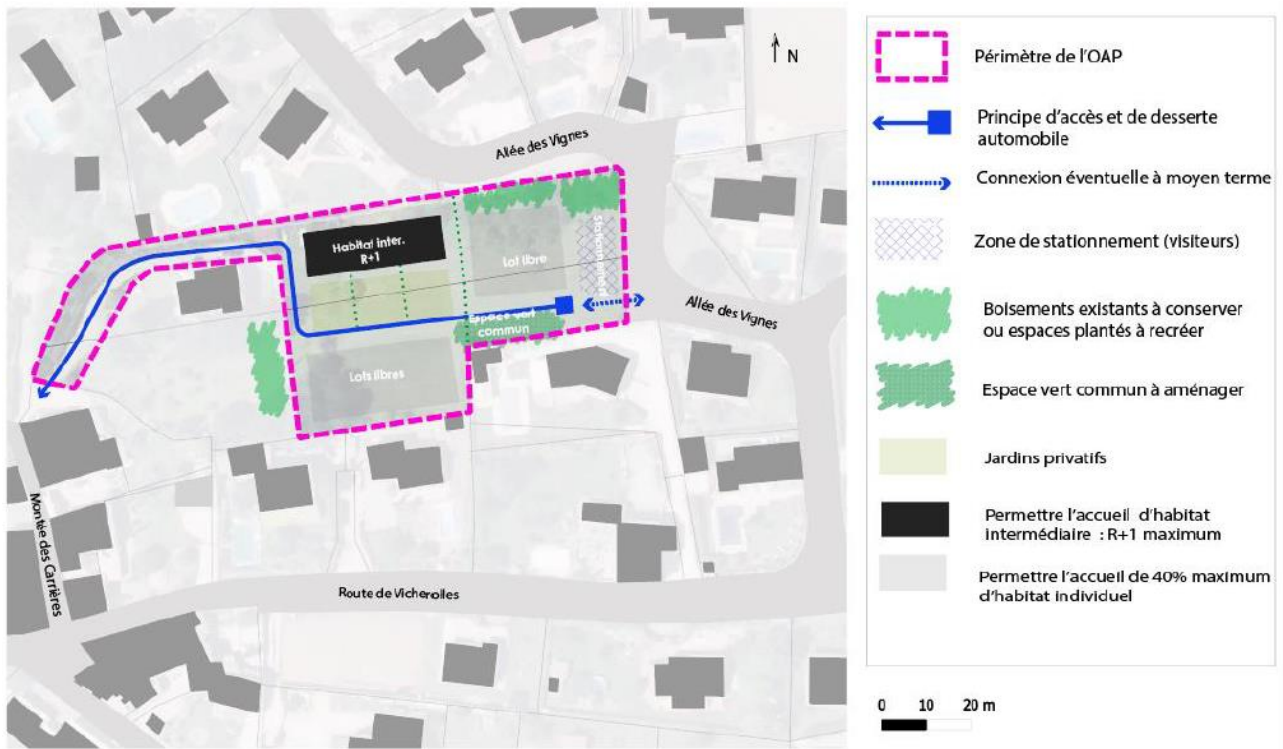 N
Allée des Vignes
Habitat inter.
R+1
Lot libre
Stationnement
Allée des Vignes
Espace vert
commun
Lots libres
Montée des Carrières
Route de Vichenolles
Périmètre de l'OAP
Principe d'accès et de desserte
automobile
Connexion éventuelle à moyen terme
Zone de stationnement (visiteurs)
Boisements existants à conserver
ou espaces plantés à recréer
Espace vert commun à aménager
Jardins privatifs
Permettre l'accueil d'habitat
intermédiaire : R+1 maximum
Permettre l'accueil de 40% maximum
d'habitat individuel
0 10 20 m